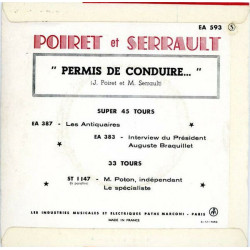 EA 593 S
POIRET et SERRAULT
" PERMIS DE CONDUIRE... "
(J. Poiret et M. Serrault)
SUPER 45 TOURS
EA 387 - Les Antiquaires
EA 383 - Interview du Président
Auguste Braquillet
33 TOURS
ST 1147 - M. Poton, indépendant
Le spécialiste
LES INDUSTRIES MUSICALES ET ELECTRIQUES PATHE MARCONI - PARIS
MADE IN FRANCE